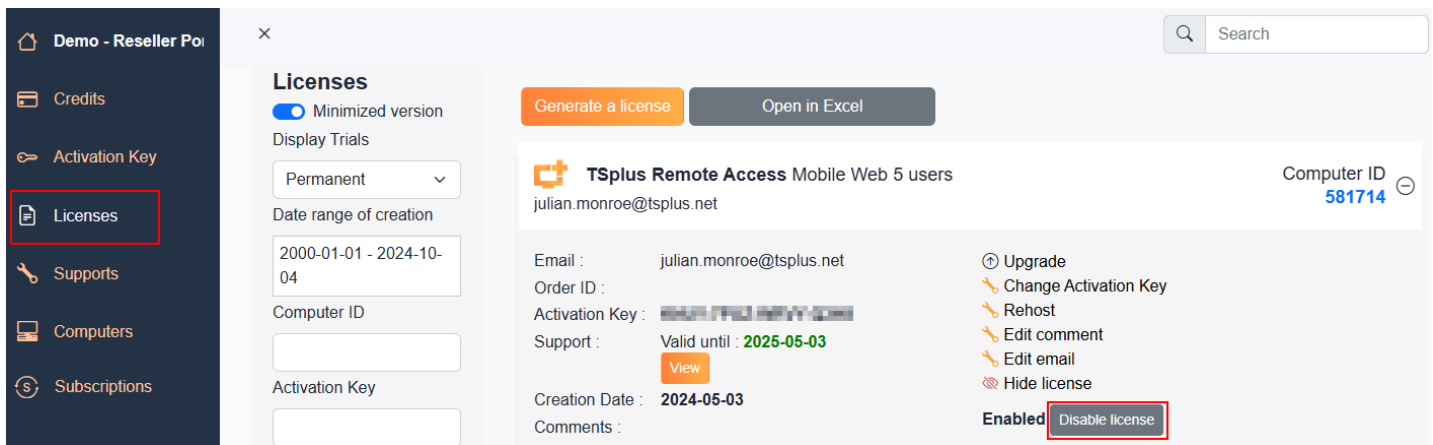 Demo - Reseller Por
Credits
Activation Key
Licenses
Supports
Computers
Subscriptions
Search
Licenses
Minimized version
Display Trials
Permanent
Date range of creation
2000-01-01 - 2024-10-
04
Computer ID
Activation Key
Generate a license
Open in Excel
TSplus Remote Access Mobile Web 5 users
julian.monroe@tsplus.net
Computer ID
581714
Email : julian.monroe@tsplus.net
Order ID :
Activation Key :
Support : Valid until : 2025-05-03
View
Creation Date : 2024-05-03
Comments :
Upgrade
Change Activation Key
Rehost
Edit comment
Edit email
Hide license
Enabled Disable license